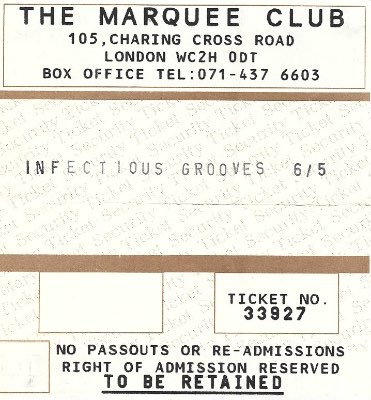 THE MARQUEE CLUB
105,CHARING CROSS ROAD
LONDON WC2H 0DT
BOX OFFICE TEL:071-437 6603
INFECTIOUS GROOVES 6/5
TICKET NO.
33927
NO PASSOUTS OR RE-ADMISSIONS
RIGHT OF ADMISSION RESERVED
TO BE RETAINED